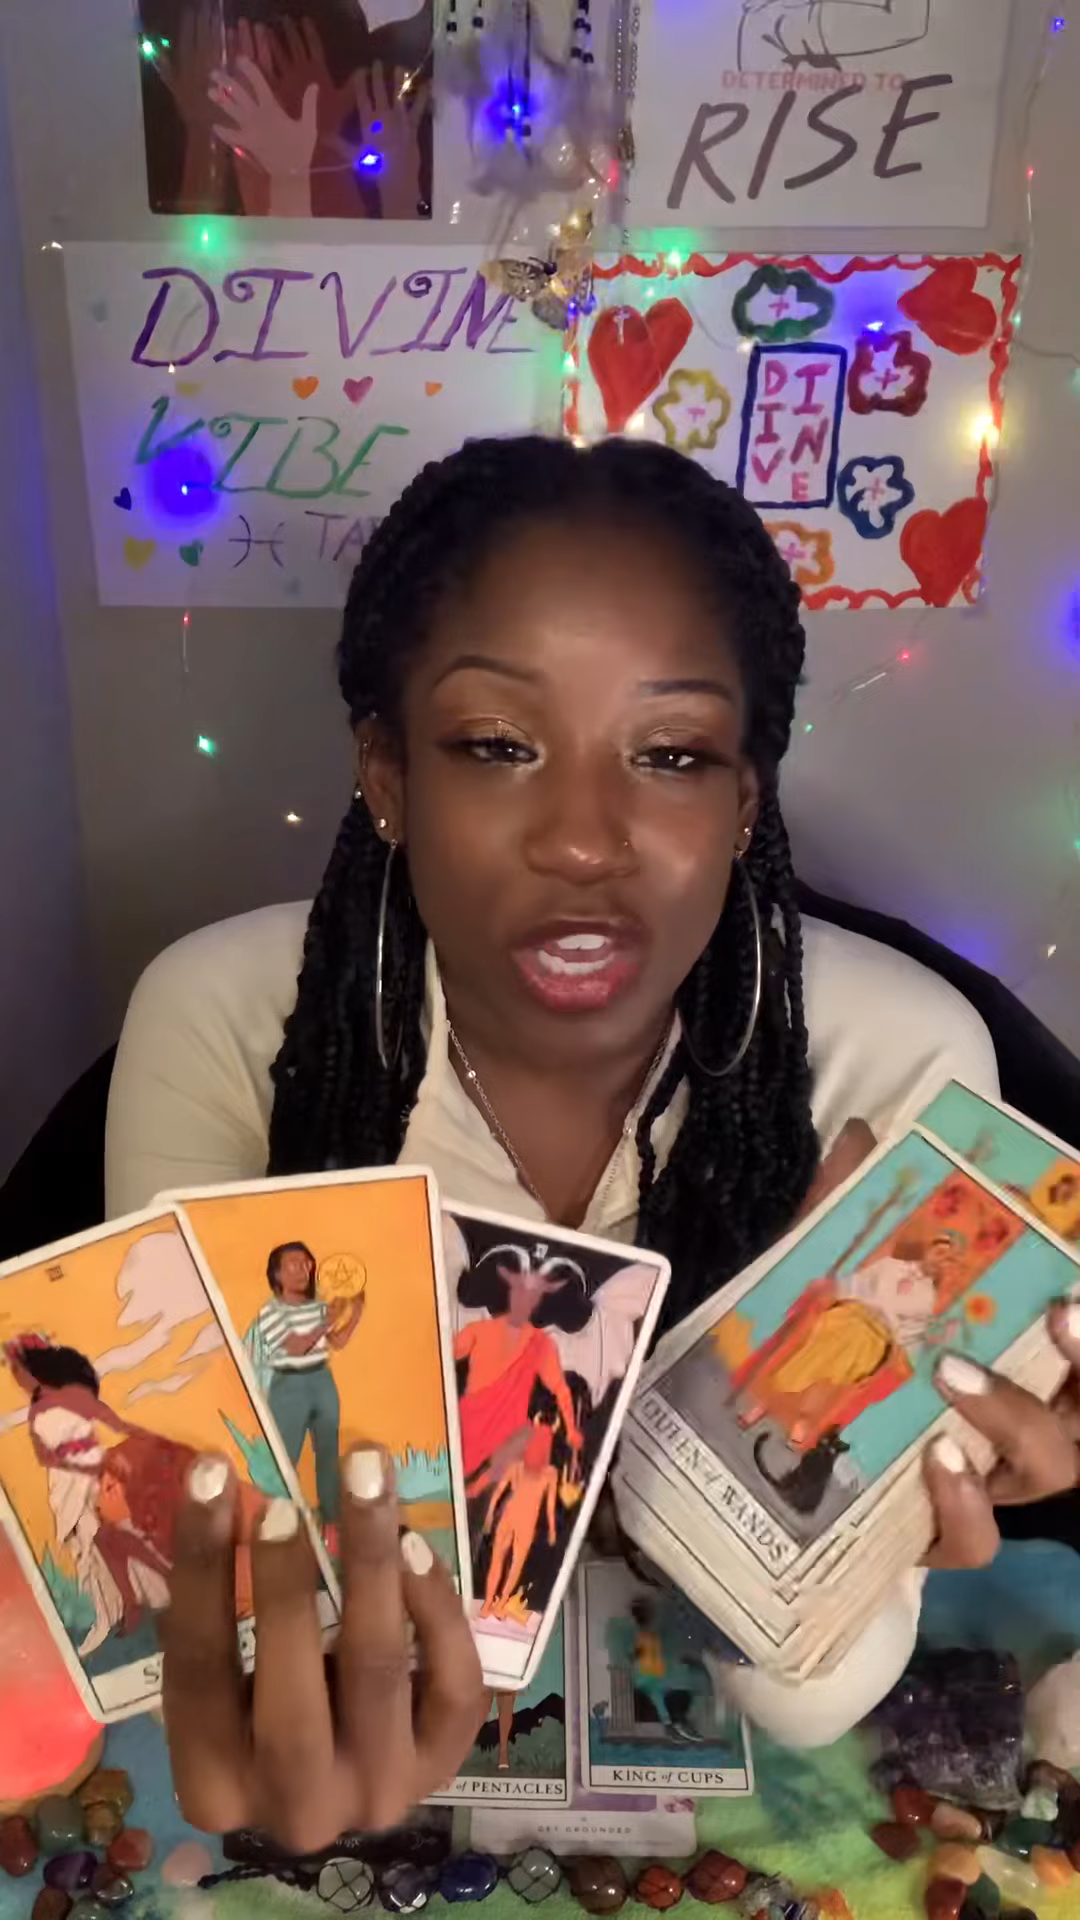 DETERMINED TO
RISE
DIVINE
VIBE
DIVINE
QUEEN of WANDS
of PENTACLES
KING of CUPS
GET GROUNDED